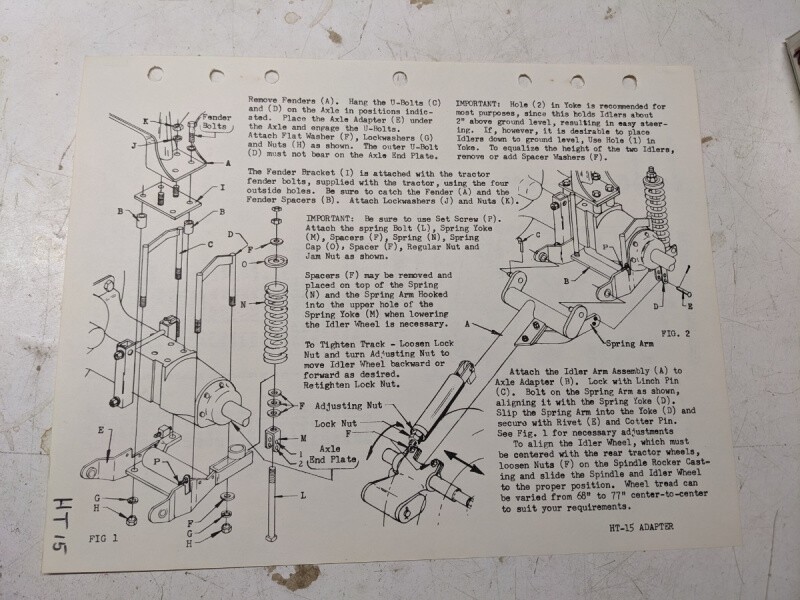 Remove Fenders (A). Hang the U-Bolts (C)
and (D) on the Axle in positions indic-
sted. Place the Axle Adapter (E) under
the Axle and engage the U-Bolts.
Attach Flat Washer (F), Lockwashers (G)
and Nuts (H) as shown. The outer U-Bolt
(D) must not bear on the Axle End Plate.
IMPORTANT: Hole (2) in Yoke is recommended for
most purposes, since this holds Idlers about
2" above ground level, resulting in easy steer-
ing. If, however, it is desirable to place
Idlers down to ground level, Use Hole (1) in
Yoke. To equalize the height of the two Idlers,
remove or add Spacer Washers (F).
The Fender Bracket (I) is attached with the tractor
fender bolts, supplied with the tractor, using the four
outside holes. Be sure to catch the Fender (A) and the
Fender Spacers (B). Attach Lockwashers (J) and Nuts (K).
IMPORTANT: Be sure to use Set Screw (P).
Attach the spring Bolt (L), Spring Yoke
(M), Spacers (F), Spring (N), Spring
Cap (O), Spacer (F), Regular Nut and
Jam Nut as shown.
Spacers (F) may be removed and
placed on top of the Spring
(N) and the Spring Arm Hooked
into the upper hole of the
Spring Yoke (M) when lowering
the Idler Wheel is necessary.
To Tighten Track - Loosen Lock
Nut and turn Adjusting Nut to
move Idler Wheel backward or
forward as desired.
Retighten Lock Nut.
K
Fender
Bolts
J
A
I
B
B
C
D
F
O
N
F
M
1
2
L
E
P
G
H
F
G
H
Axle
End Plate
FIG 1
Adjusting Nut
Lock Nut
F
A
C
B
P
D
E
Spring Arm
FIG. 2
Attach the Idler Arm Assembly (A) to
Axle Adapter (B). Lock with Linch Pin
(C). Bolt on the Spring Arm as shown,
aligning it with the Spring Yoke (D).
Slip the Spring Arm into the Yoke (D) and
secure with Rivet (E) and Cotter Pin.
See Fig. 1 for necessary adjustments
To align the Idler Wheel, which must
be centered with the rear tractor wheels,
loosen Nuts (F) on the Spindle Rocker Cast-
ing and slide the Spindle and Idler Wheel
to the proper position. Wheel tread can
be varied from 68" to 77" center-to-center
to suit your requirements.
HT-15 ADAPTER
HT 15